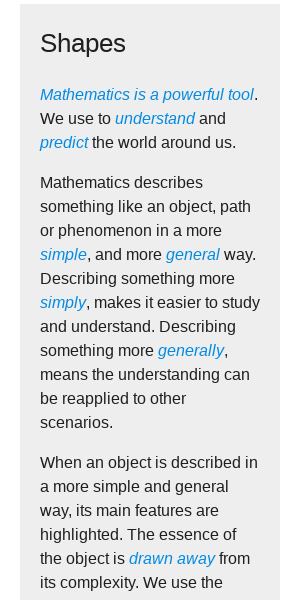 Shapes
Mathematics is a powerful tool.
We use to understand and
predict the world around us.
Mathematics describes
something like an object, path
or phenomenon in a more
simple, and more general way.
Describing something more
simply, makes it easier to study
and understand. Describing
something more generally,
means the understanding can
be reapplied to other
scenarios.
When an object is described in
a more simple and general
way, its main features are
highlighted. The essence of
the object is drawn away from
its complexity. We use the